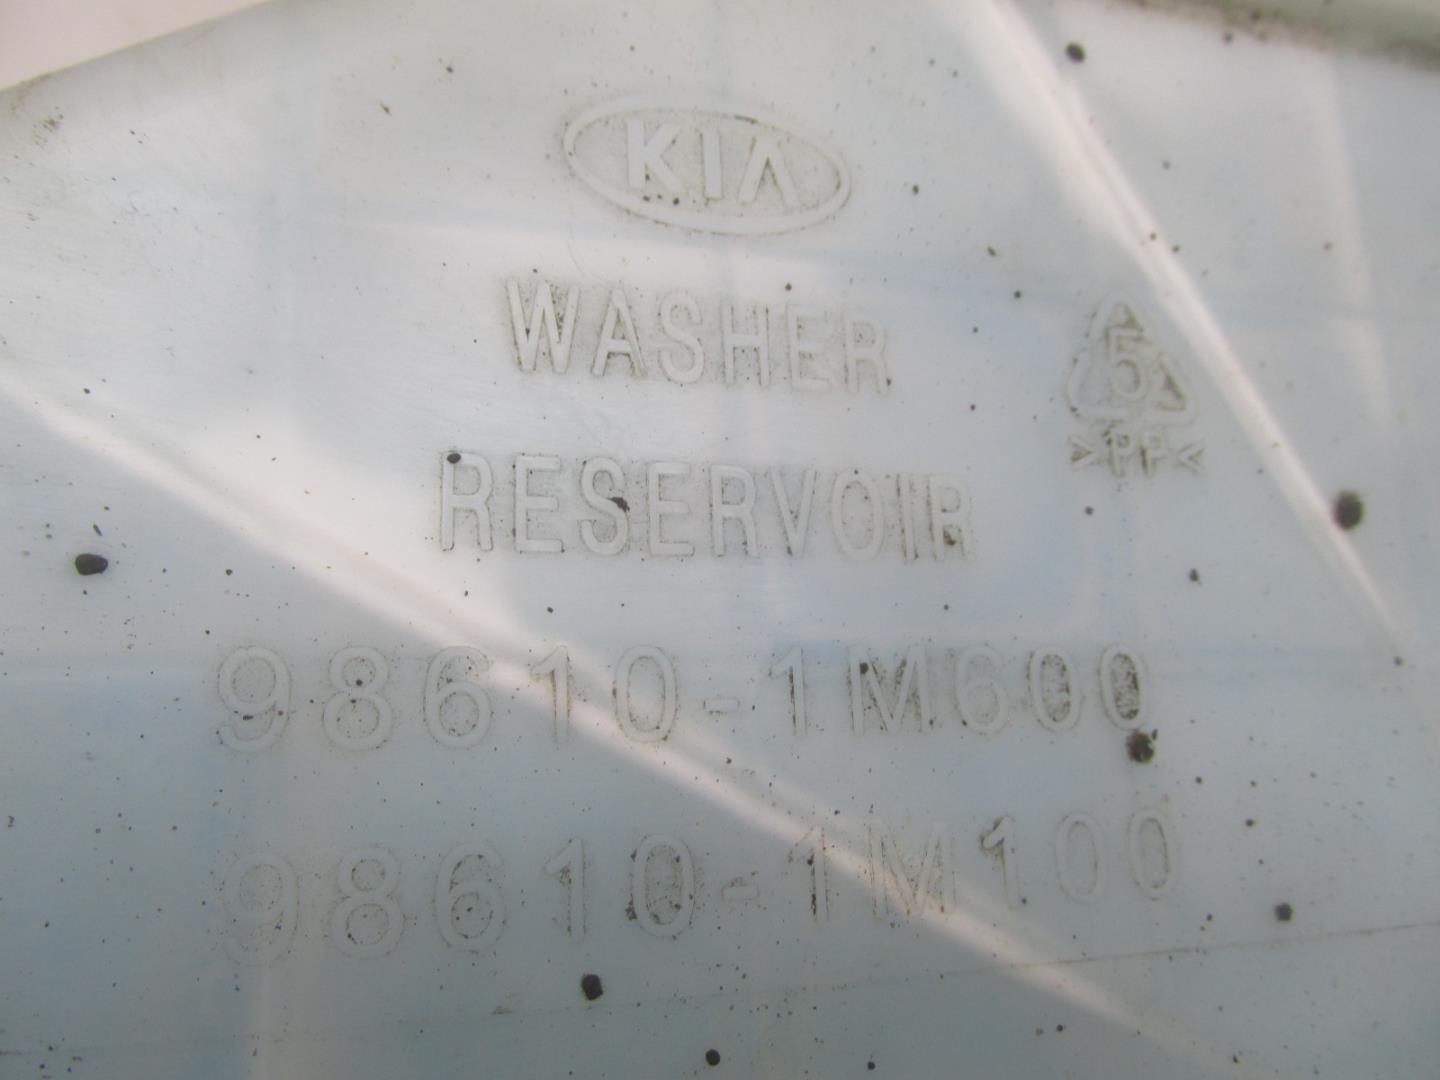 KIA
WASHER
RESERVOIR
5
>PP<
98610-1M600
98610-1M100